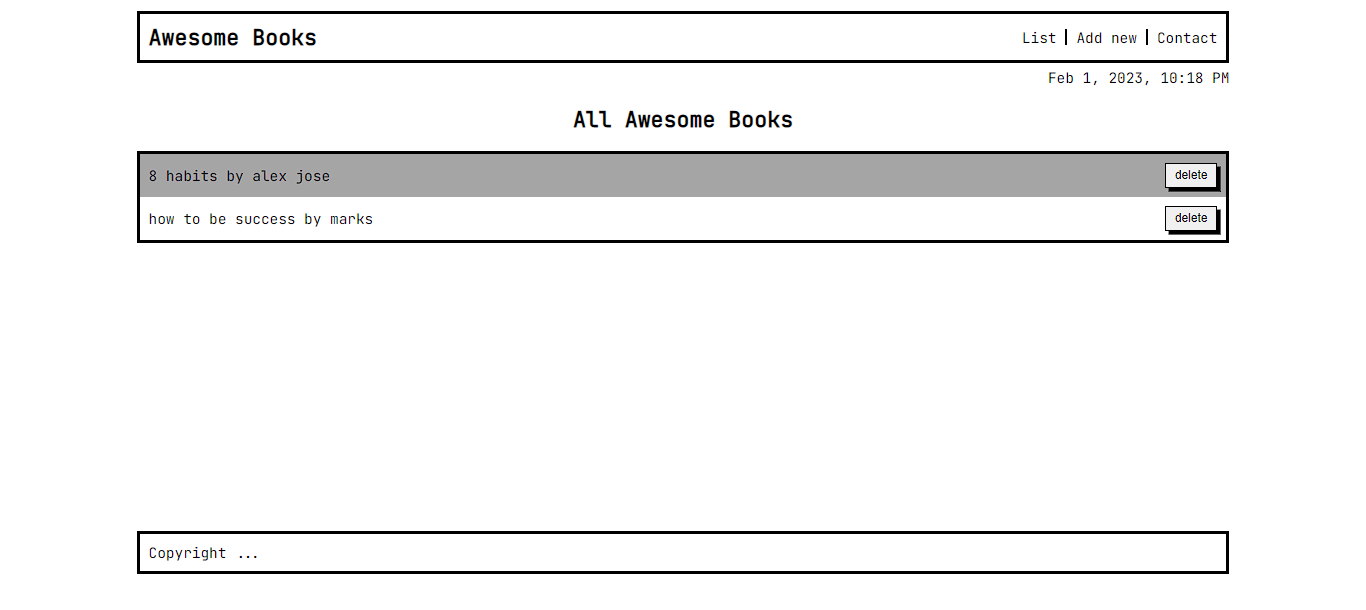 Awesome Books
List | Add new | Contact
Feb 1, 2023, 10:18 PM
All Awesome Books
8 habits by alex jose
delete
how to be success by marks
delete
Copyright ...